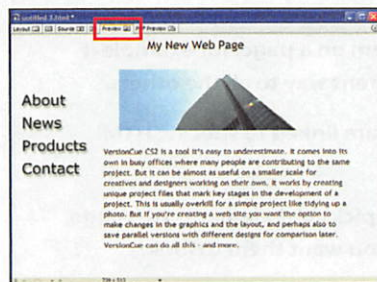 untitled 3.html *
Layout Source Preview PDF Preview
My New Web Page
About
News
Products
Contact
VersionCue CS2 is a tool it's easy to underestimate. It comes into its
own in busy offices where many people are contributing to the same
project. But it can be almost as useful on a smaller scale for
creatives and designers working on their own. It works by creating
unique project files that mark key stages in the development of a
project. This is usually overkill for a simple project like tidying up a
photo. But if you're creating a web site you want the option to
make changes in the graphics and the layout, and perhaps also to
save parallel versions with different designs for comparison later.
VersionCue can do all this - and more.